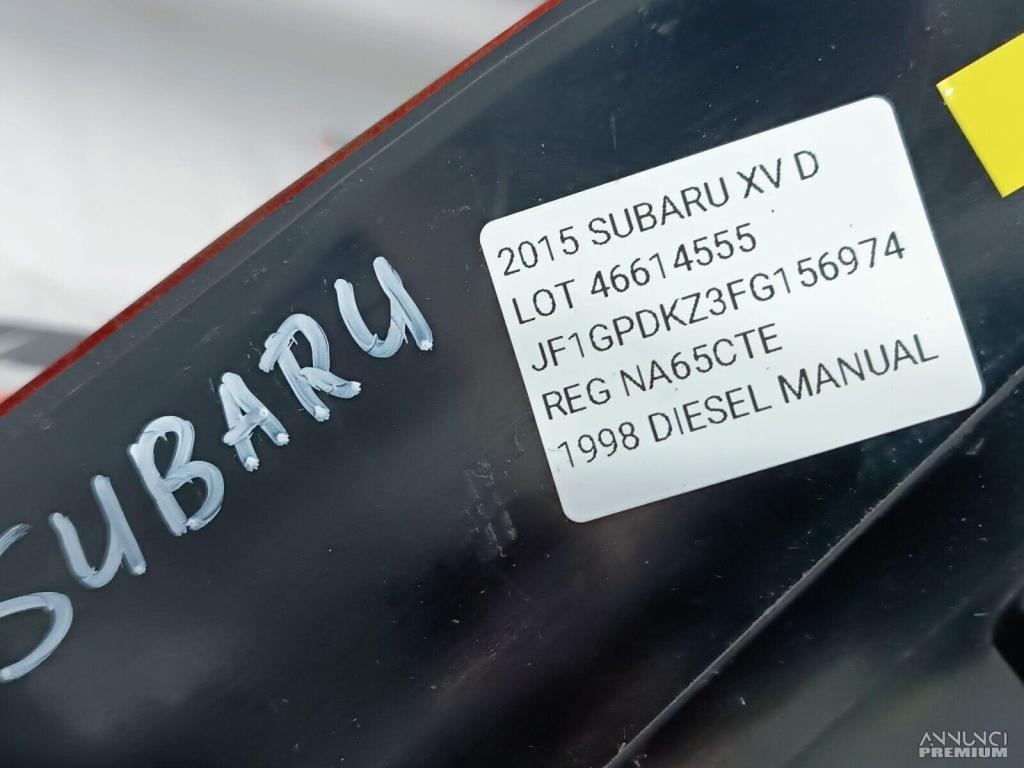 SUBARU
2015 SUBARU XV D
LOT 46614555
JF1GPDKZ3FG156974
REG NA65CTE
1998 DIESEL MANUAL
ANNUNCI
PREMIUM